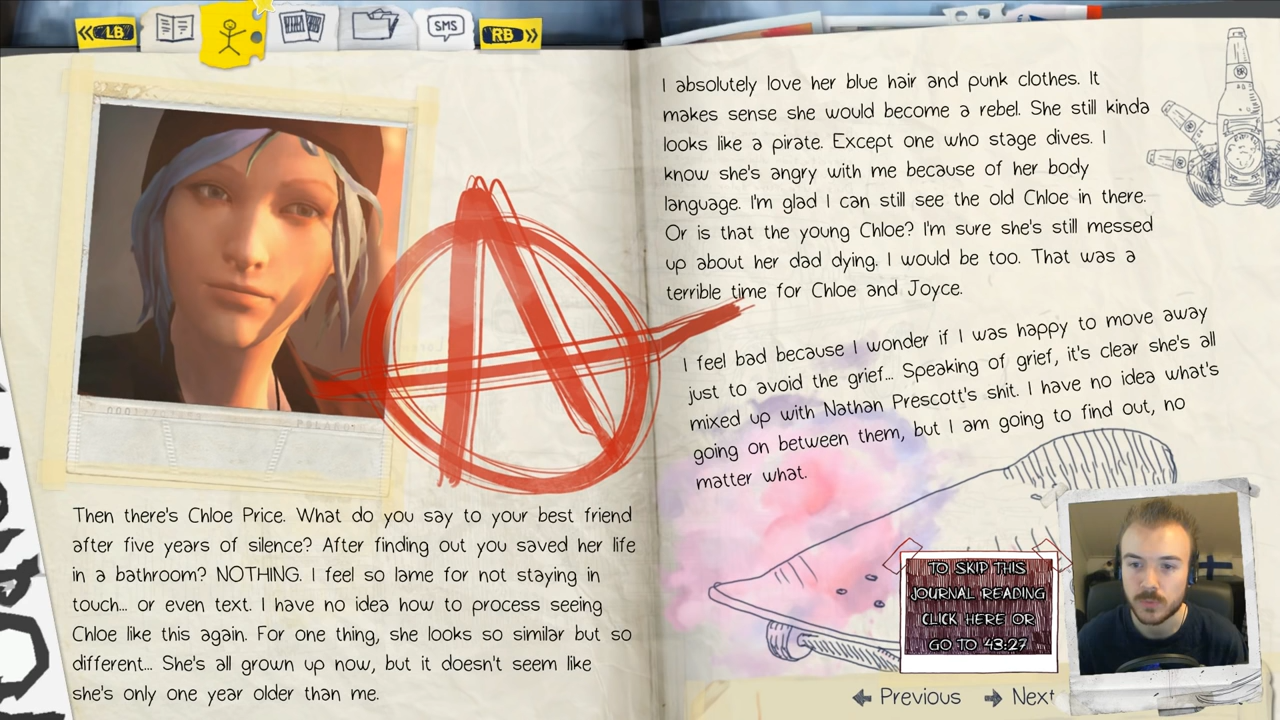 LB
SMS
RB
Then there's Chloe Price. What do you say to your best friend
after five years of silence? After finding out you saved her life
in a bathroom? NOTHING. I feel so lame for not staying in
touch... or even text. I have no idea how to process seeing
Chloe like this again. For one thing, she looks so similar but so
different... She's all grown up now, but it doesn't seem like
she's only one year older than me.
I absolutely love her blue hair and punk clothes. It
makes sense she would become a rebel. She still kinda
looks like a pirate. Except one who stage dives. I
know she's angry with me because of her body
language. I'm glad I can still see the old Chloe in there.
Or is that the young Chloe? I'm sure she's still messed
up about her dad dying. I would be too. That was a
terrible time for Chloe and Joyce.
I feel bad because I wonder if I was happy to move away
just to avoid the grief... Speaking of grief, it's clear she's all
mixed up with Nathan Prescott's shit. I have no idea what's
going on between them, but I am going to find out, no
matter what.
TO SKIP THIS
JOURNAL READING
CLICK HERE OR
GO TO 43:27
Previous
Next